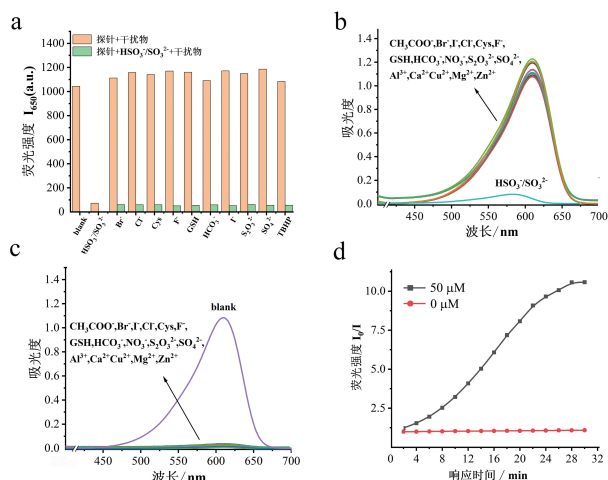 a
探针+干扰物
探针+HSO₃⁻/SO₃²⁻+干扰物
荧光强度 I₆₅₀(a.u.)
1600
1400
1200
1000
800
600
400
200
0
blank
HSO₃⁻/SO₃²⁻
Br⁻
Cl⁻
Cys
F⁻
GSH
HCO₃⁻
I⁻
S₂O₃²⁻
SO₄²⁻
TBHP
b
CH₃COO⁻,Br⁻,I⁻,Cl⁻,Cys,F⁻,
GSH,HCO₃⁻,NO₃⁻,S₂O₃²⁻,SO₄²⁻,
Al³⁺,Ca²⁺Cu²⁺,Mg²⁺,Zn²⁺
HSO₃⁻/SO₃²⁻
吸光度
1.4
1.2
1.0
0.8
0.6
0.4
0.2
0.0
450
500
550
600
650
700
波长/nm
c
blank
CH₃COO⁻,Br⁻,I⁻,Cl⁻,Cys,F⁻,
GSH,HCO₃⁻,NO₃⁻,S₂O₃²⁻,SO₄²⁻,
Al³⁺,Ca²⁺Cu²⁺,Mg²⁺,Zn²⁺
吸光度
1.4
1.2
1.0
0.8
0.6
0.4
0.2
0.0
450
500
550
600
650
700
波长/nm
d
50 μM
0 μM
荧光强度 I₀/I
10.0
7.5
5.0
2.5
0
4
8
12
16
20
24
28
32
响应时间 / min